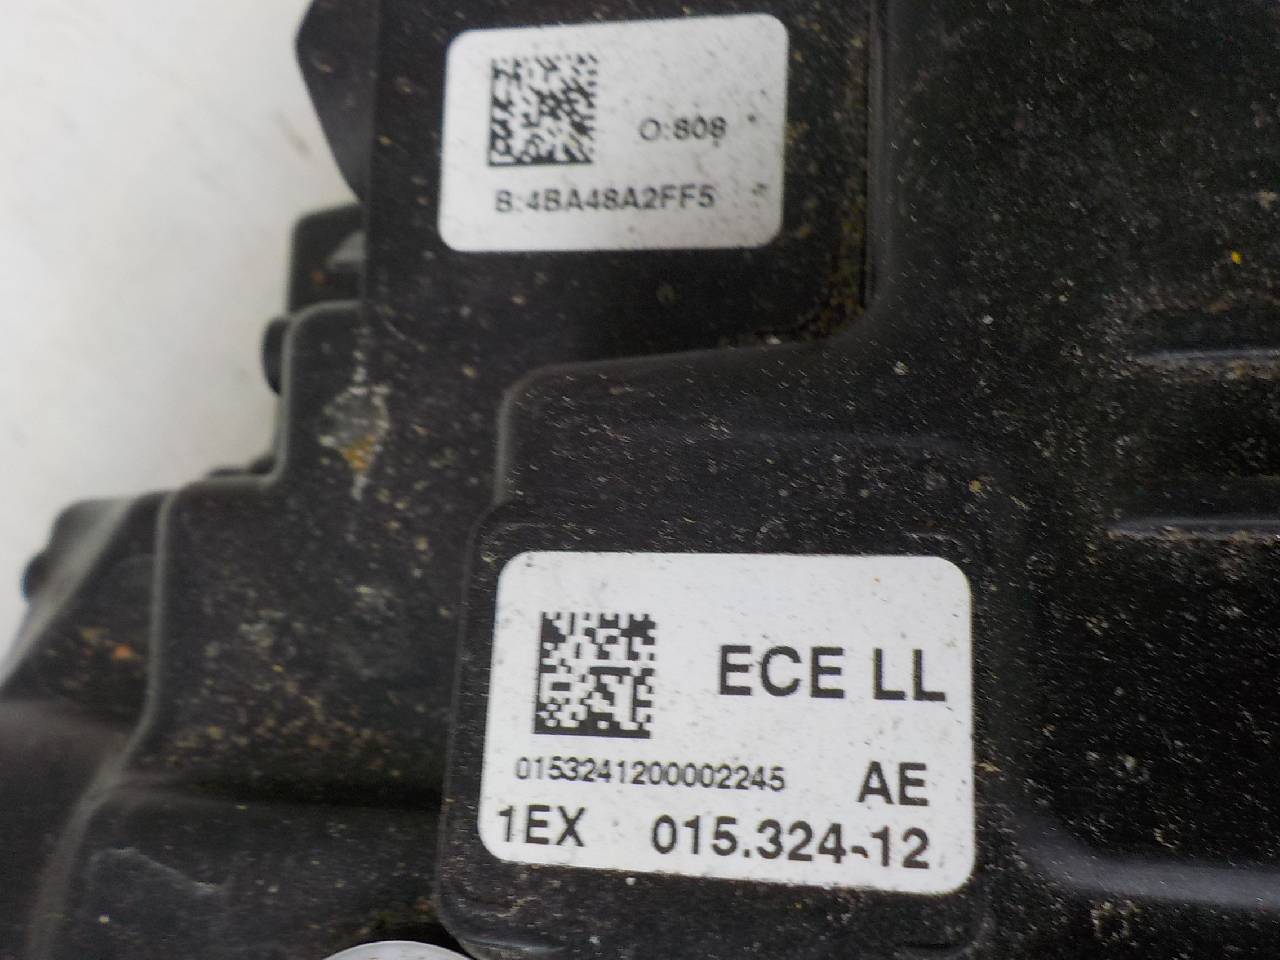 O:808
B:4BA48A2FF5
ECE LL
0153241200002245 AE
1EX 015.324-12